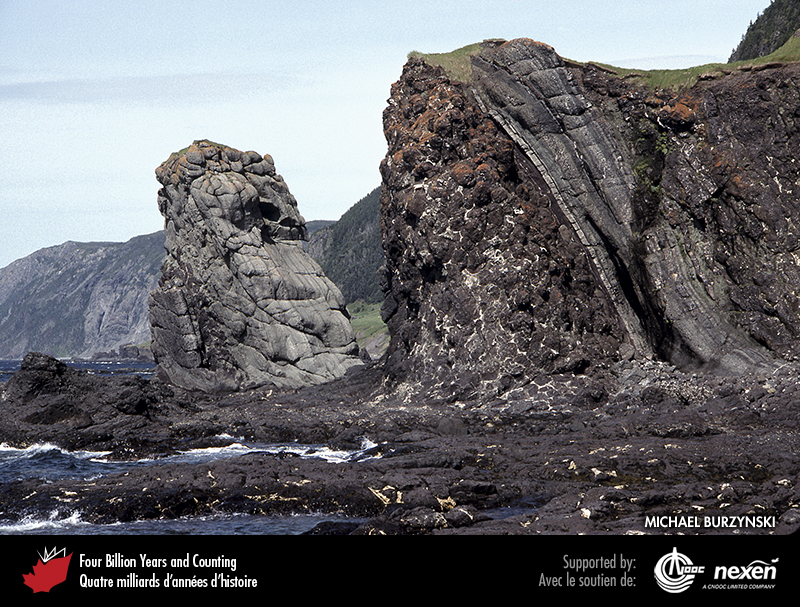 MICHAEL BURZYNSKI
Four Billion Years and Counting
Quatre milliards d'années d'histoire
Supported by:
Avec le soutien de:
CNOOC
nexen
A CNOOC LIMITED COMPANY